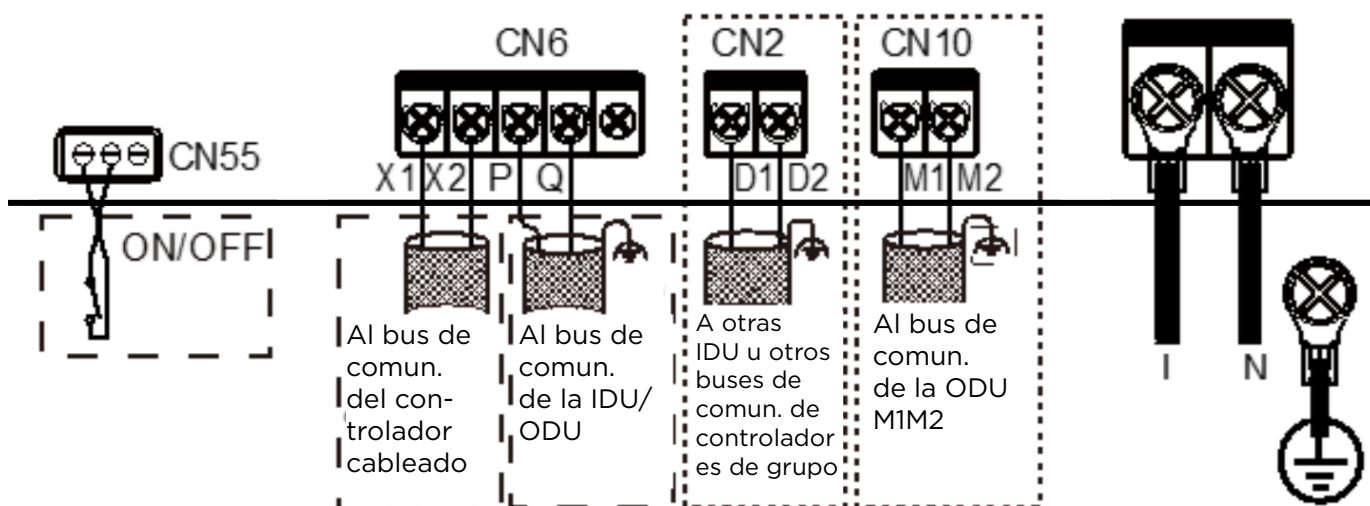 CN6
CN2
CN10
CN55
X1 X2 P Q
D1 D2
M1 M2
ON/OFF
Al bus de
comun.
del con-
trolador
cableado
Al bus de
comun.
de la IDU/
ODU
A otras
IDU u otros
buses de
comun. de
controlador
es de grupo
Al bus de
comun.
de la ODU
M1M2
l N